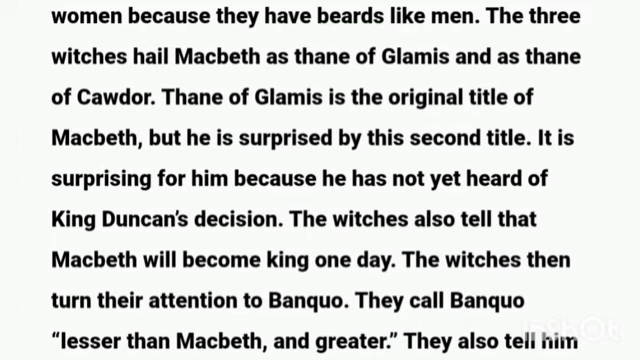 women because they have beards like men. The three
witches hail Macbeth as thane of Glamis and as thane
of Cawdor. Thane of Glamis is the original title of
Macbeth, but he is surprised by this second title. It is
surprising for him because he has not yet heard of
King Duncan’s decision. The witches also tell that
Macbeth will become king one day. The witches then
turn their attention to Banquo. They call Banquo
“lesser than Macbeth, and greater.” They also tell him
InShOt